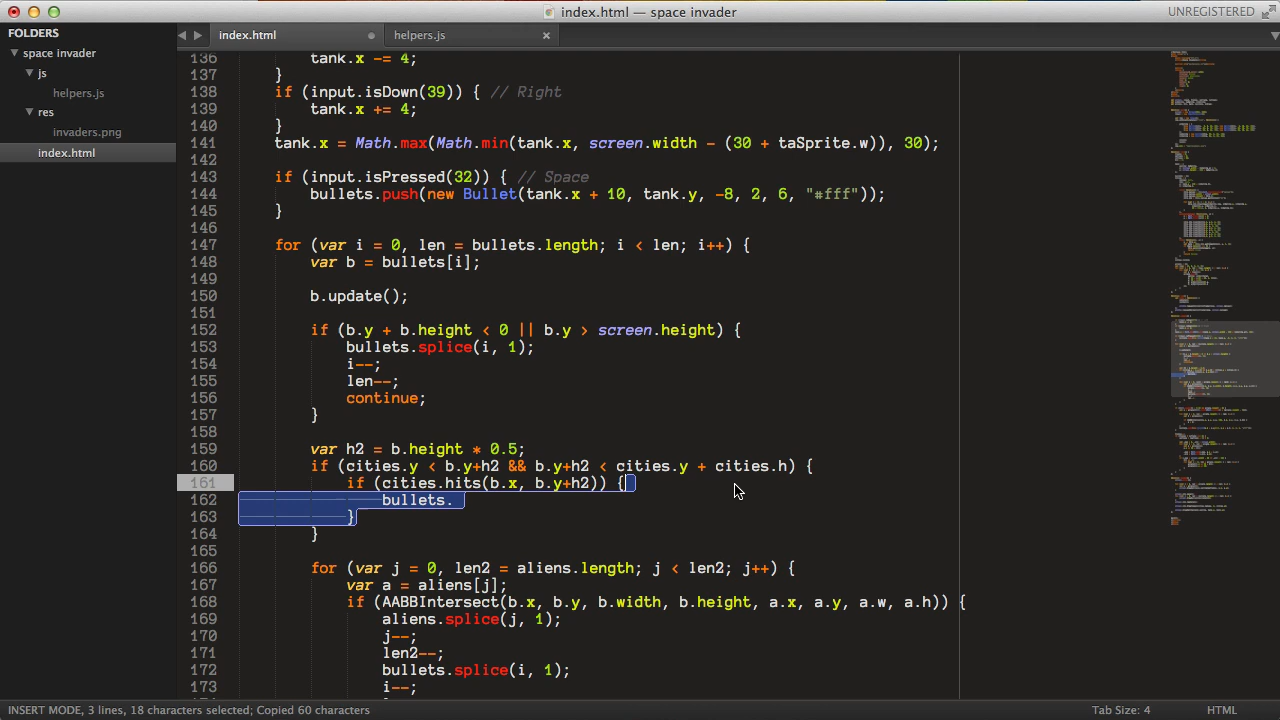 index.html — space invader
UNREGISTERED
FOLDERS
space invader
js
helpers.js
res
invaders.png
index.html
index.html
helpers.js
136 tank.x -= 4;
137 }
138 if (input.isDown(39)) { // Right
139 tank.x += 4;
140 }
141 tank.x = Math.max(Math.min(tank.x, screen.width - (30 + taSprite.w)), 30);
142
143 if (input.isPressed(32)) { // Space
144 bullets.push(new Bullet(tank.x + 10, tank.y, -8, 2, 6, "#fff"));
145 }
146
147 for (var i = 0, len = bullets.length; i < len; i++) {
148 var b = bullets[i];
149
150 b.update();
151
152 if (b.y + b.height < 0 || b.y > screen.height) {
153 bullets.splice(i, 1);
154 i--;
155 len--;
156 continue;
157 }
158
159 var h2 = b.height * 0.5;
160 if (cities.y < b.y+h2 && b.y+h2 < cities.y + cities.h) {
161 if (cities.hits(b.x, b.y+h2)) {
162 bullets.
163 }
164 }
165
166 for (var j = 0, len2 = aliens.length; j < len2; j++) {
167 var a = aliens[j];
168 if (AABBIntersect(b.x, b.y, b.width, b.height, a.x, a.y, a.w, a.h)) {
169 aliens.splice(j, 1);
170 j--;
171 len2--;
172 bullets.splice(i, 1);
173 i--;
INSERT MODE, 3 lines, 18 characters selected; Copied 60 characters
Tab Size: 4
HTML